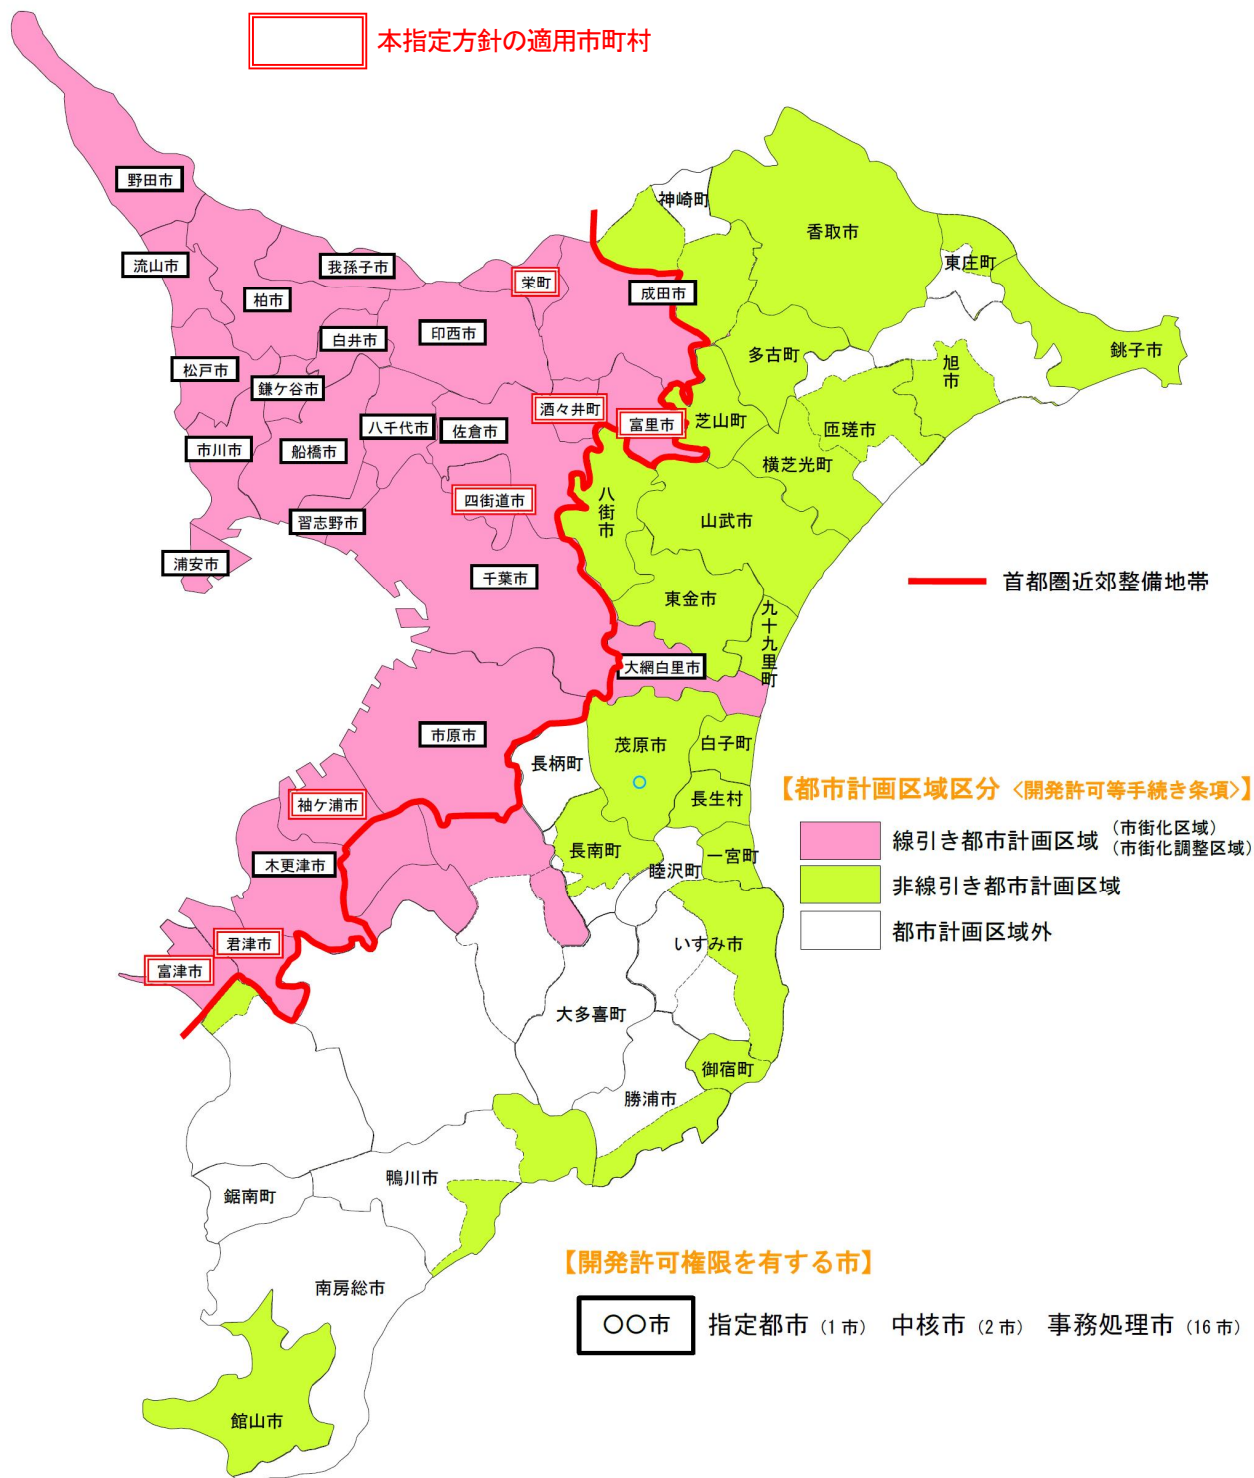 本指定方針の適用市町村
野田市
神崎町
香取市
流山市
我孫子市
東庄町
栄町
成田市
柏市
印西市
白井市
多古町
銚子市
旭市
松戸市
鎌ケ谷市
酒々井町
富里市
芝山町
八千代市
佐倉市
匝瑳市
市川市
船橋市
横芝光町
四街道市
八街市
習志野市
山武市
浦安市
千葉市
首都圏近郊整備地帯
東金市
九十九里町
大網白里市
市原市
茂原市
白子町
長柄町
【都市計画区域区分 <開発許可等手続き条項>】
袖ケ浦市
長生村
線引き都市計画区域 (市街化区域)
(市街化調整区域)
長南町
一宮町
木更津市
睦沢町
非線引き都市計画区域
都市計画区域外
君津市
いすみ市
富津市
大多喜町
御宿町
勝浦市
鴨川市
鋸南町
【開発許可権限を有する市】
南房総市
〇〇市 指定都市 (1市) 中核市 (2市) 事務処理市 (16市)
館山市